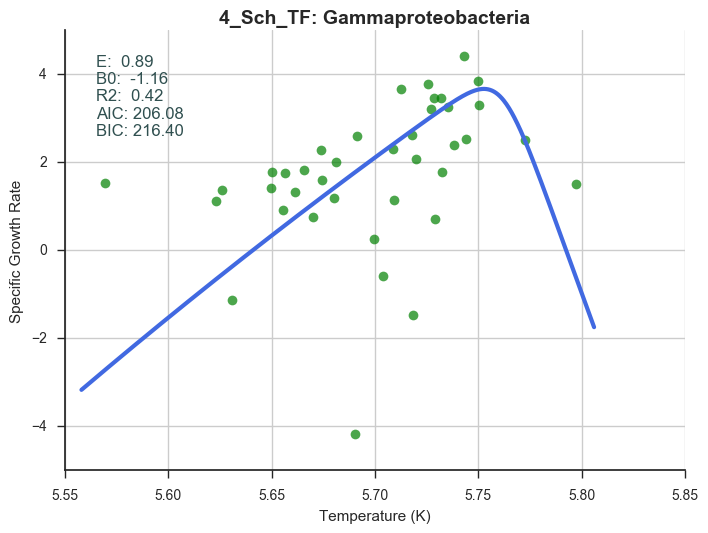 4_Sch_TF: Gammaproteobacteria
E:  0.89
B0:  -1.16
R2:  0.42
AIC: 206.08
BIC: 216.40
4
2
0
−2
−4
Specific Growth Rate
5.55 5.60 5.65 5.70 5.75 5.80 5.85
Temperature (K)